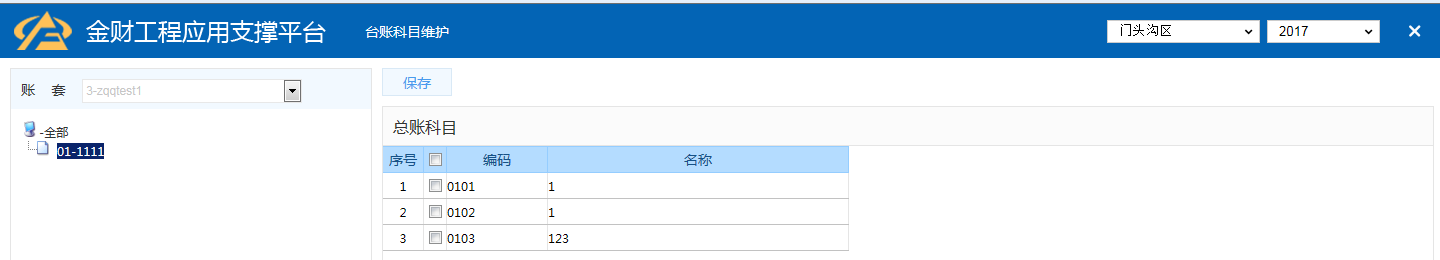 金财工程应用支撑平台 台账科目维护 门头沟区 2017
账 套 3-zqqtest1
-全部
01-1111
保存
总账科目
序号 编码 名称
1 0101 1
2 0102 1
3 0103 123